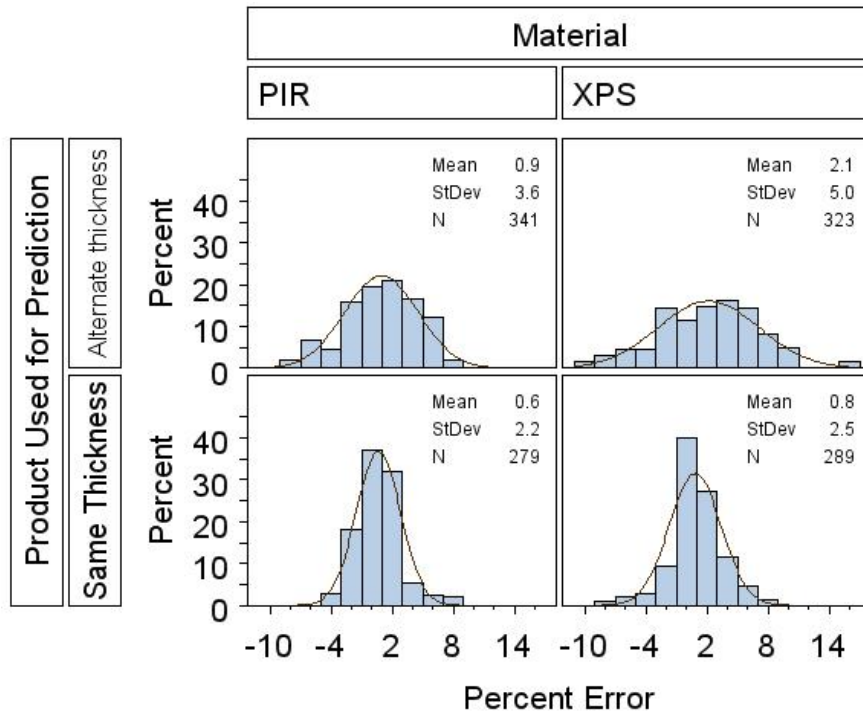 Material
PIR
XPS
Product Used for Prediction
Alternate thickness
Percent
40
30
20
10
0
Mean 0.9
StDev 3.6
N 341
Mean 2.1
StDev 5.0
N 323
Same Thickness
Percent
40
30
20
10
0
Mean 0.6
StDev 2.2
N 279
Mean 0.8
StDev 2.5
N 289
-10 -4 2 8 14
-10 -4 2 8 14
Percent Error